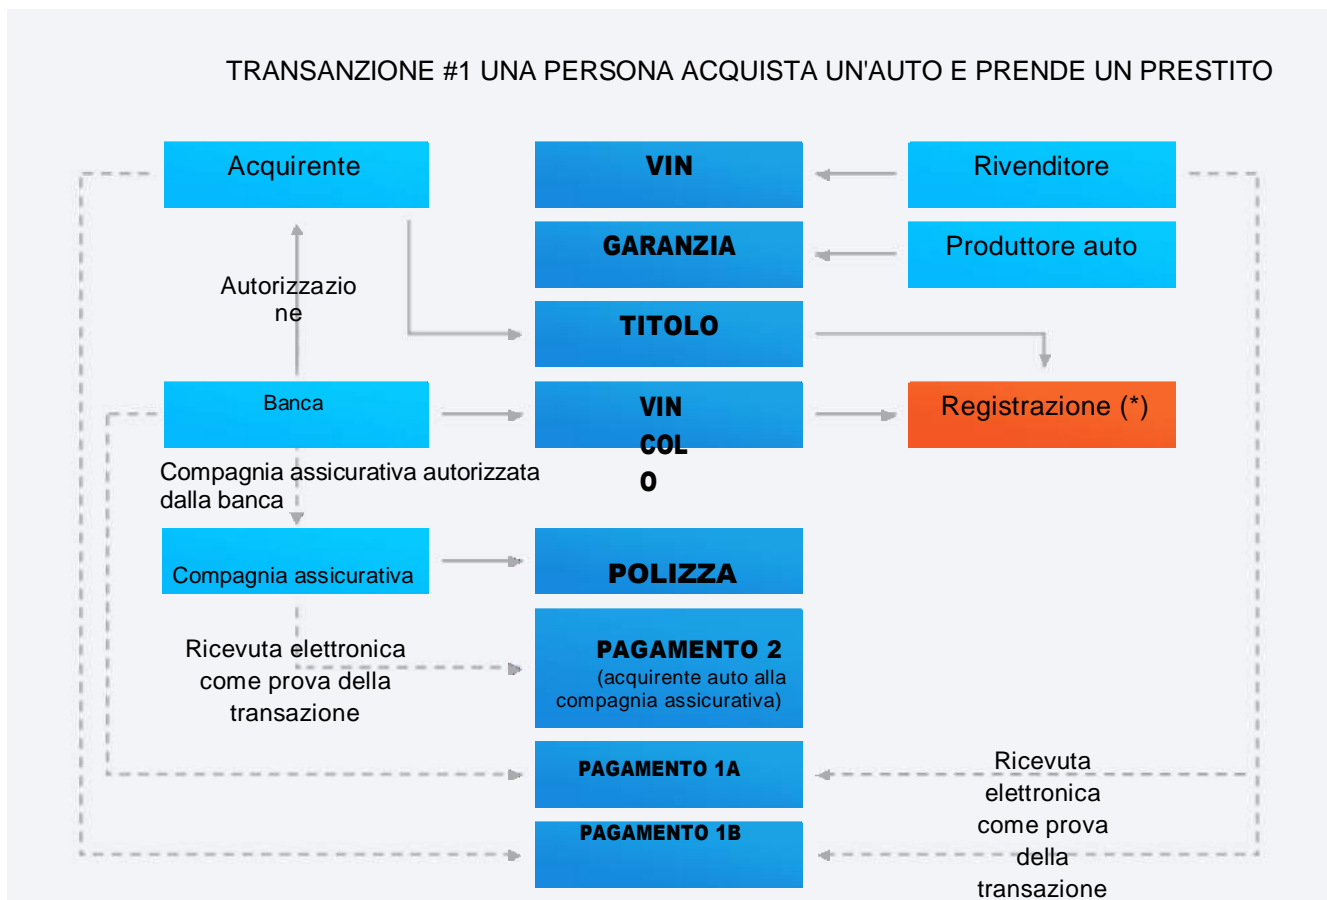 TRANSANZIONE #1 UNA PERSONA ACQUISTA UN'AUTO E PRENDE UN PRESTITO
Acquirente
VIN
Rivenditore
GARANZIA
Produttore auto
Autorizzazio
ne
TITOLO
Banca
VIN
COL
O
Registrazione (*)
Compagnia assicurativa autorizzata
dalla banca
Compagnia assicurativa
POLIZZA
Ricevuta elettronica
come prova della
transazione
PAGAMENTO 2
(acquirente auto alla
compagnia assicurativa)
PAGAMENTO 1A
PAGAMENTO 1B
Ricevuta
elettronica
come prova
della
transazione